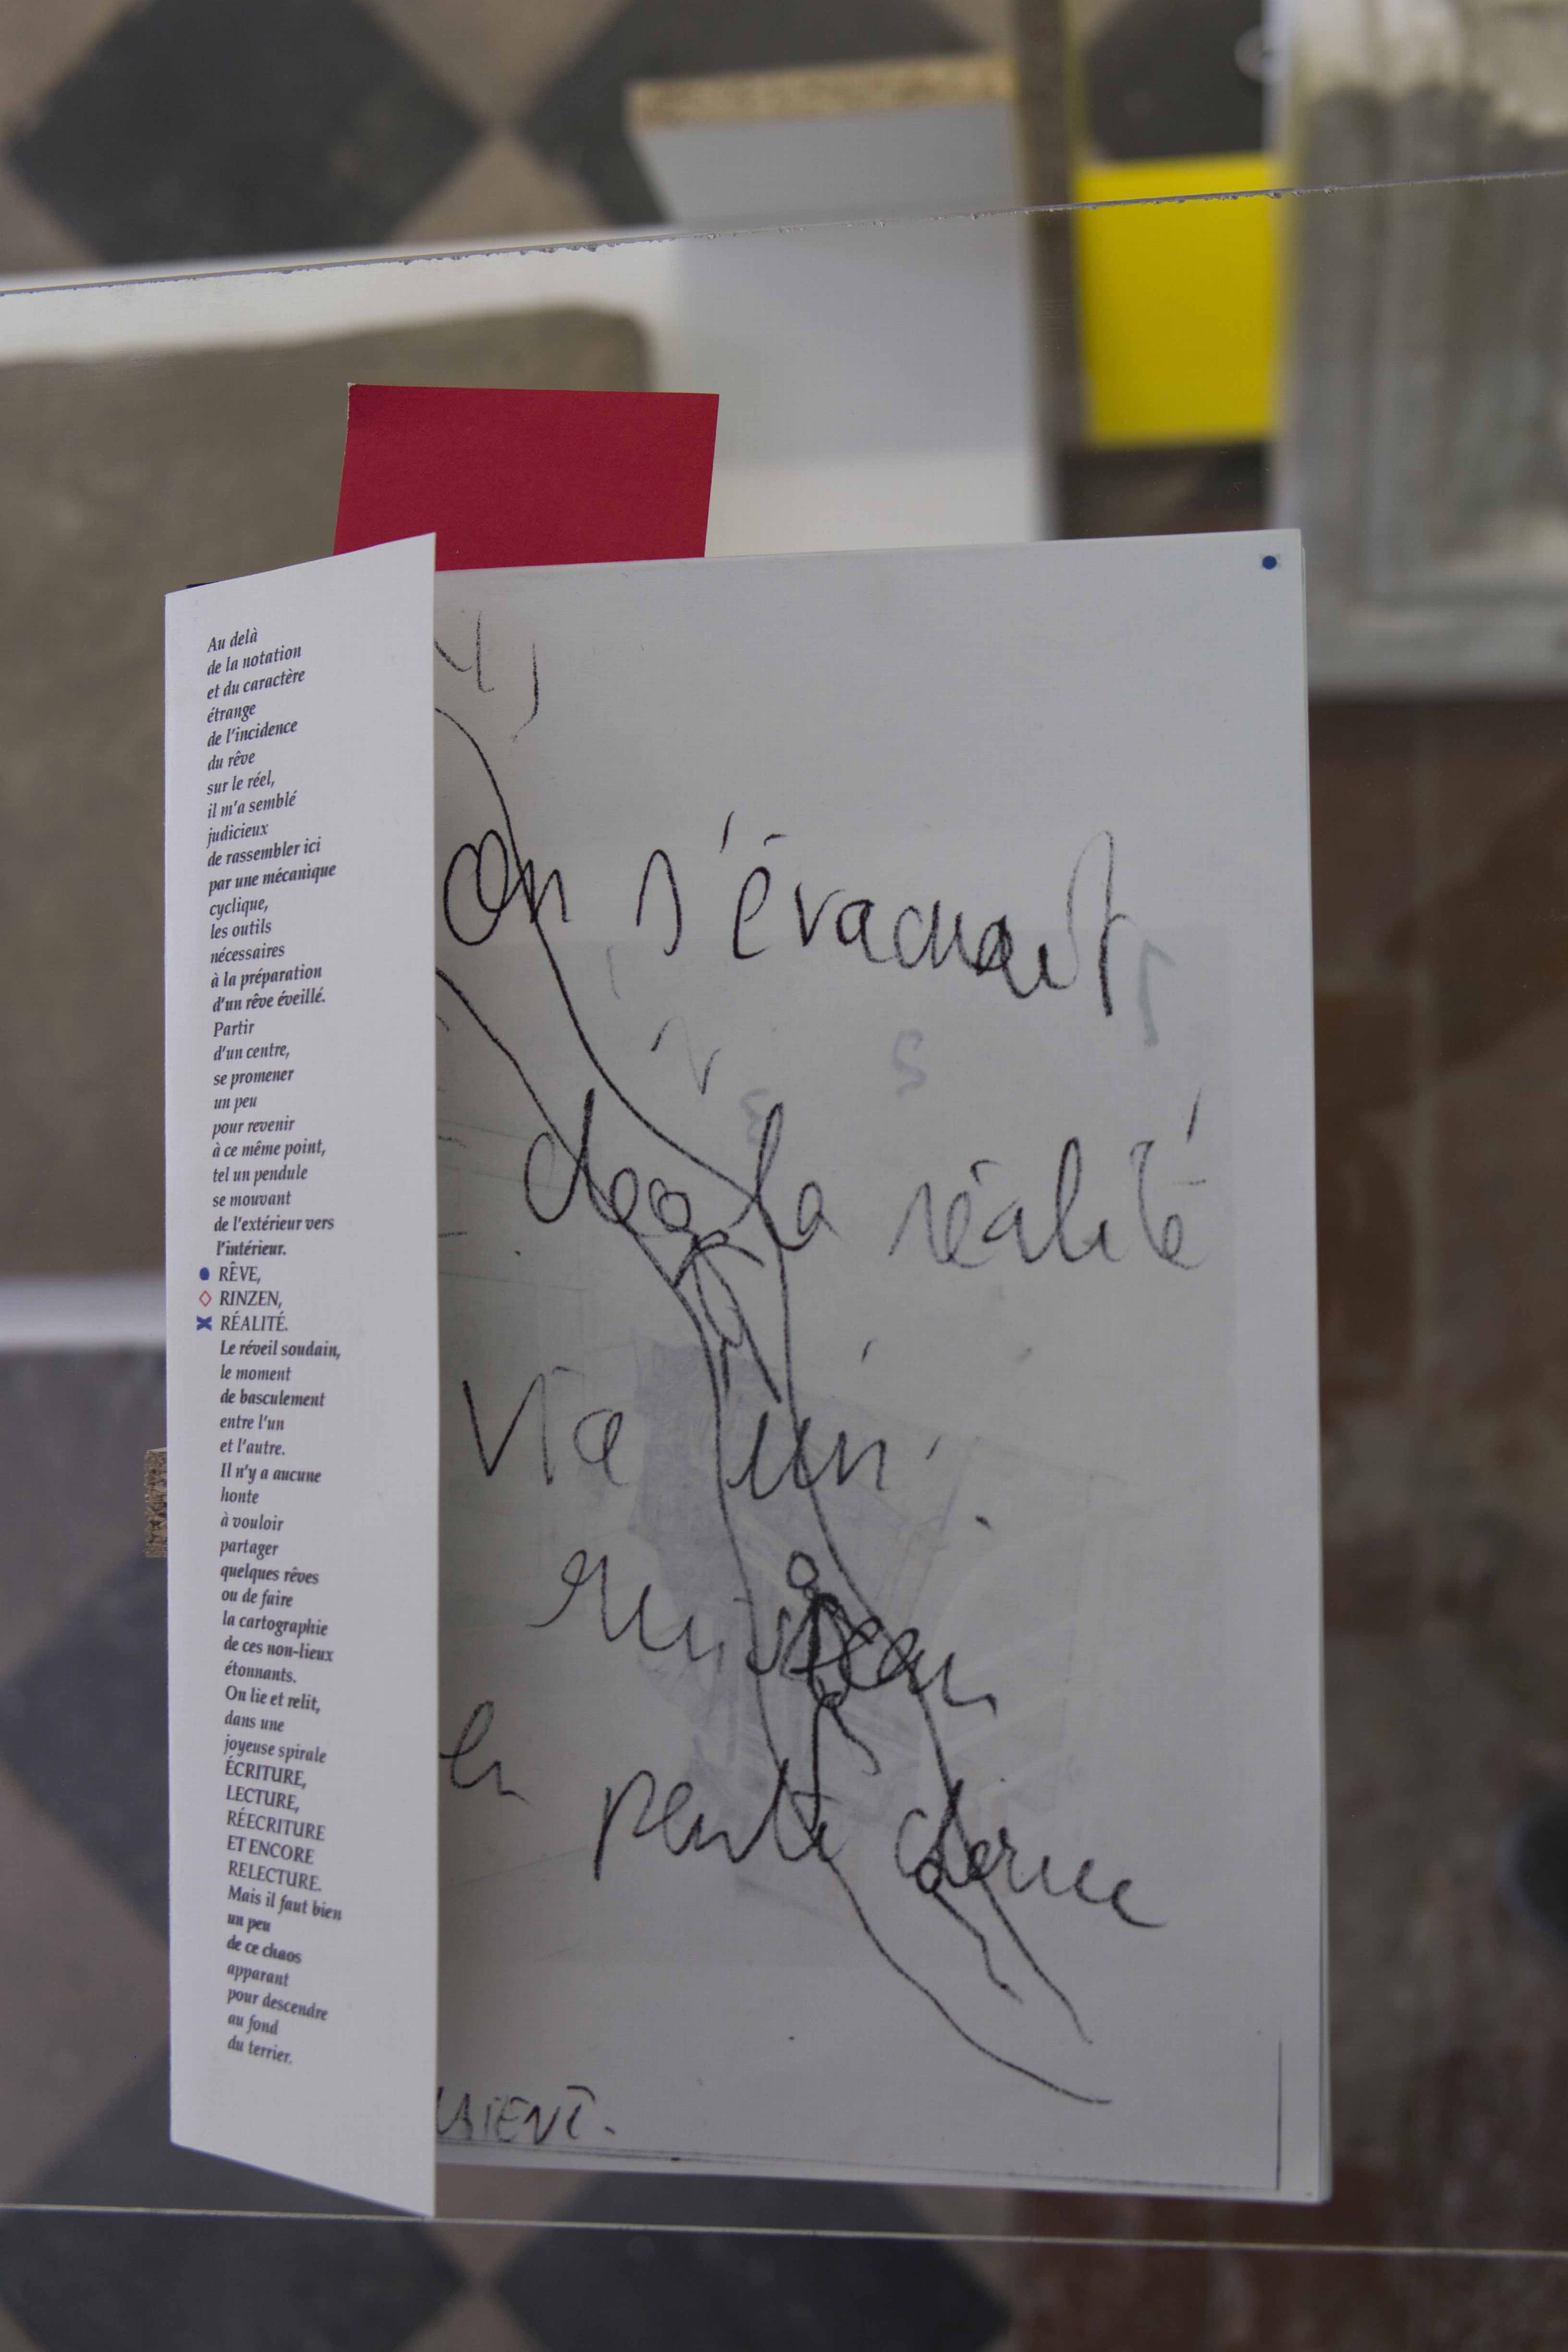 Au delà
de la notation
et du caractère
étrange
de l'incidence
du rêve
sur le réel,
il m'a semblé
judicieux
de rassembler ici
par une mécanique
cyclique,
les outils
nécessaires
à la préparation
d'un rêve éveillé.
Partir
d'un centre,
se promener
un peu
pour revenir
à ce même point,
tel un pendule
se mouvant
de l'extérieur vers
l'intérieur.
RÊVE,
RINZEN,
RÉALITÉ.
Le réveil soudain,
le moment
de basculement
entre l'un
et l'autre.
Il n'y a aucune
honte
à vouloir
partager
quelques rêves
ou de faire
la cartographie
de ces non-lieux
étonnants.
On lie et relit,
dans une
joyeuse spirale
ÉCRITURE,
LECTURE,
RÉECRITURE
ET ENCORE
RELECTURE.
Mais il faut bien
un peu
de ce chaos
apparant
pour descendre
au fond
du terrier.
on s'évacuait
de la réalité
via un
ruisseau
en pente douce